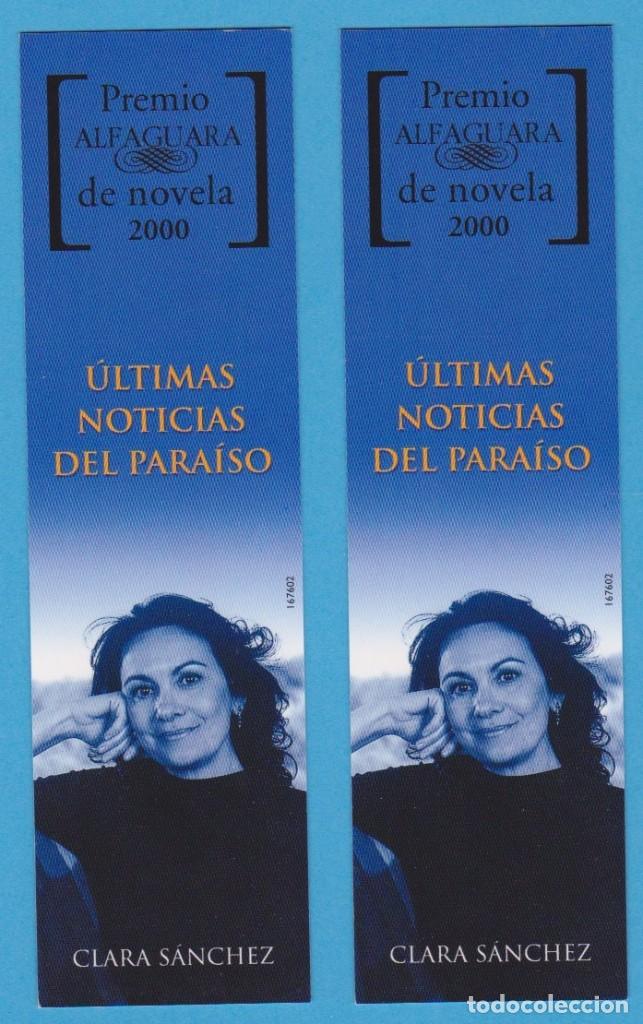 Premio
ALFAGUARA
de novela
2000
ÚLTIMAS
NOTICIAS
DEL PARAÍSO
167602
CLARA SÁNCHEZ
Premio
ALFAGUARA
de novela
2000
ÚLTIMAS
NOTICIAS
DEL PARAÍSO
167602
CLARA SÁNCHEZ
todocoleccion